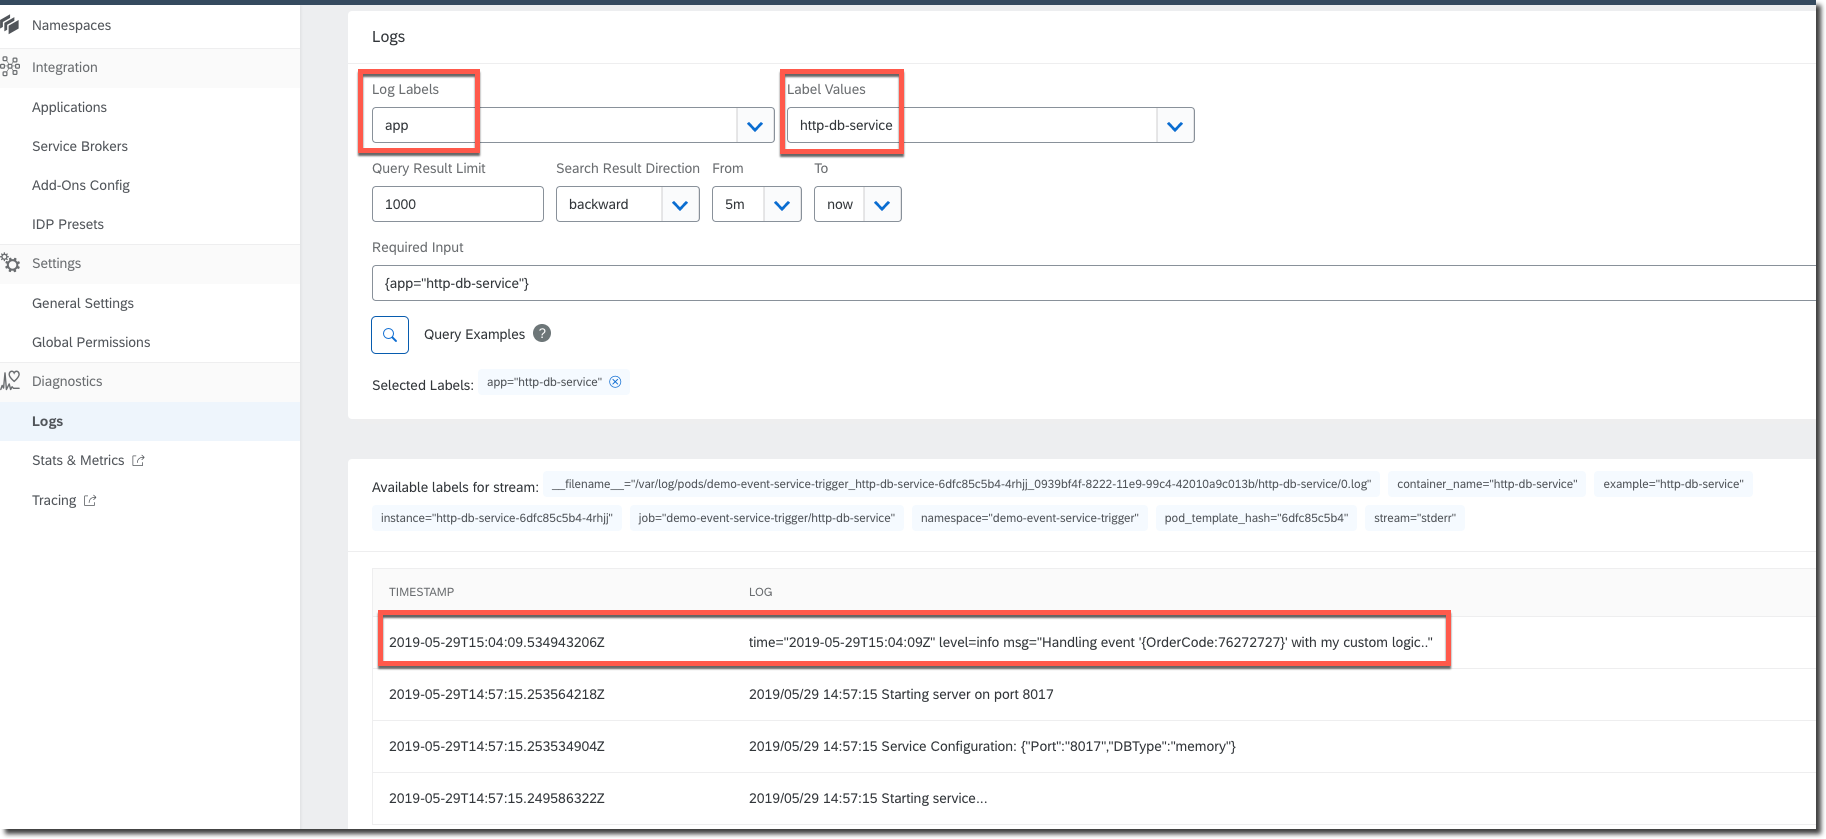 Namespaces
Integration
Applications
Service Brokers
Add-Ons Config
IDP Presets
Settings
General Settings
Global Permissions
Diagnostics
Logs
Stats & Metrics
Tracing
Logs
Log Labels
Label Values
app
http-db-service
Query Result Limit
Search Result Direction
From
To
1000
backward
5m
now
Required Input
{app="http-db-service"}
Query Examples ?
Selected Labels: app="http-db-service"
Available labels for stream: __filename__="/var/log/pods/demo-event-service-trigger_http-db-service-6dfc85c5b4-4rhjj_0939bf4f-8222-11e9-99c4-42010a9c013b/http-db-service/0.log" container_name="http-db-service" example="http-db-service"
instance="http-db-service-6dfc85c5b4-4rhjj" job="demo-event-service-trigger/http-db-service" namespace="demo-event-service-trigger" pod_template_hash="6dfc85c5b4" stream="stderr"
TIMESTAMP LOG
2019-05-29T15:04:09.534943206Z time="2019-05-29T15:04:09Z" level=info msg="Handling event '{OrderCode:76272727}' with my custom logic.."
2019-05-29T14:57:15.253564218Z 2019/05/29 14:57:15 Starting server on port 8017
2019-05-29T14:57:15.253534904Z 2019/05/29 14:57:15 Service Configuration: {"Port":"8017","DBType":"memory"}
2019-05-29T14:57:15.249586322Z 2019/05/29 14:57:15 Starting service...